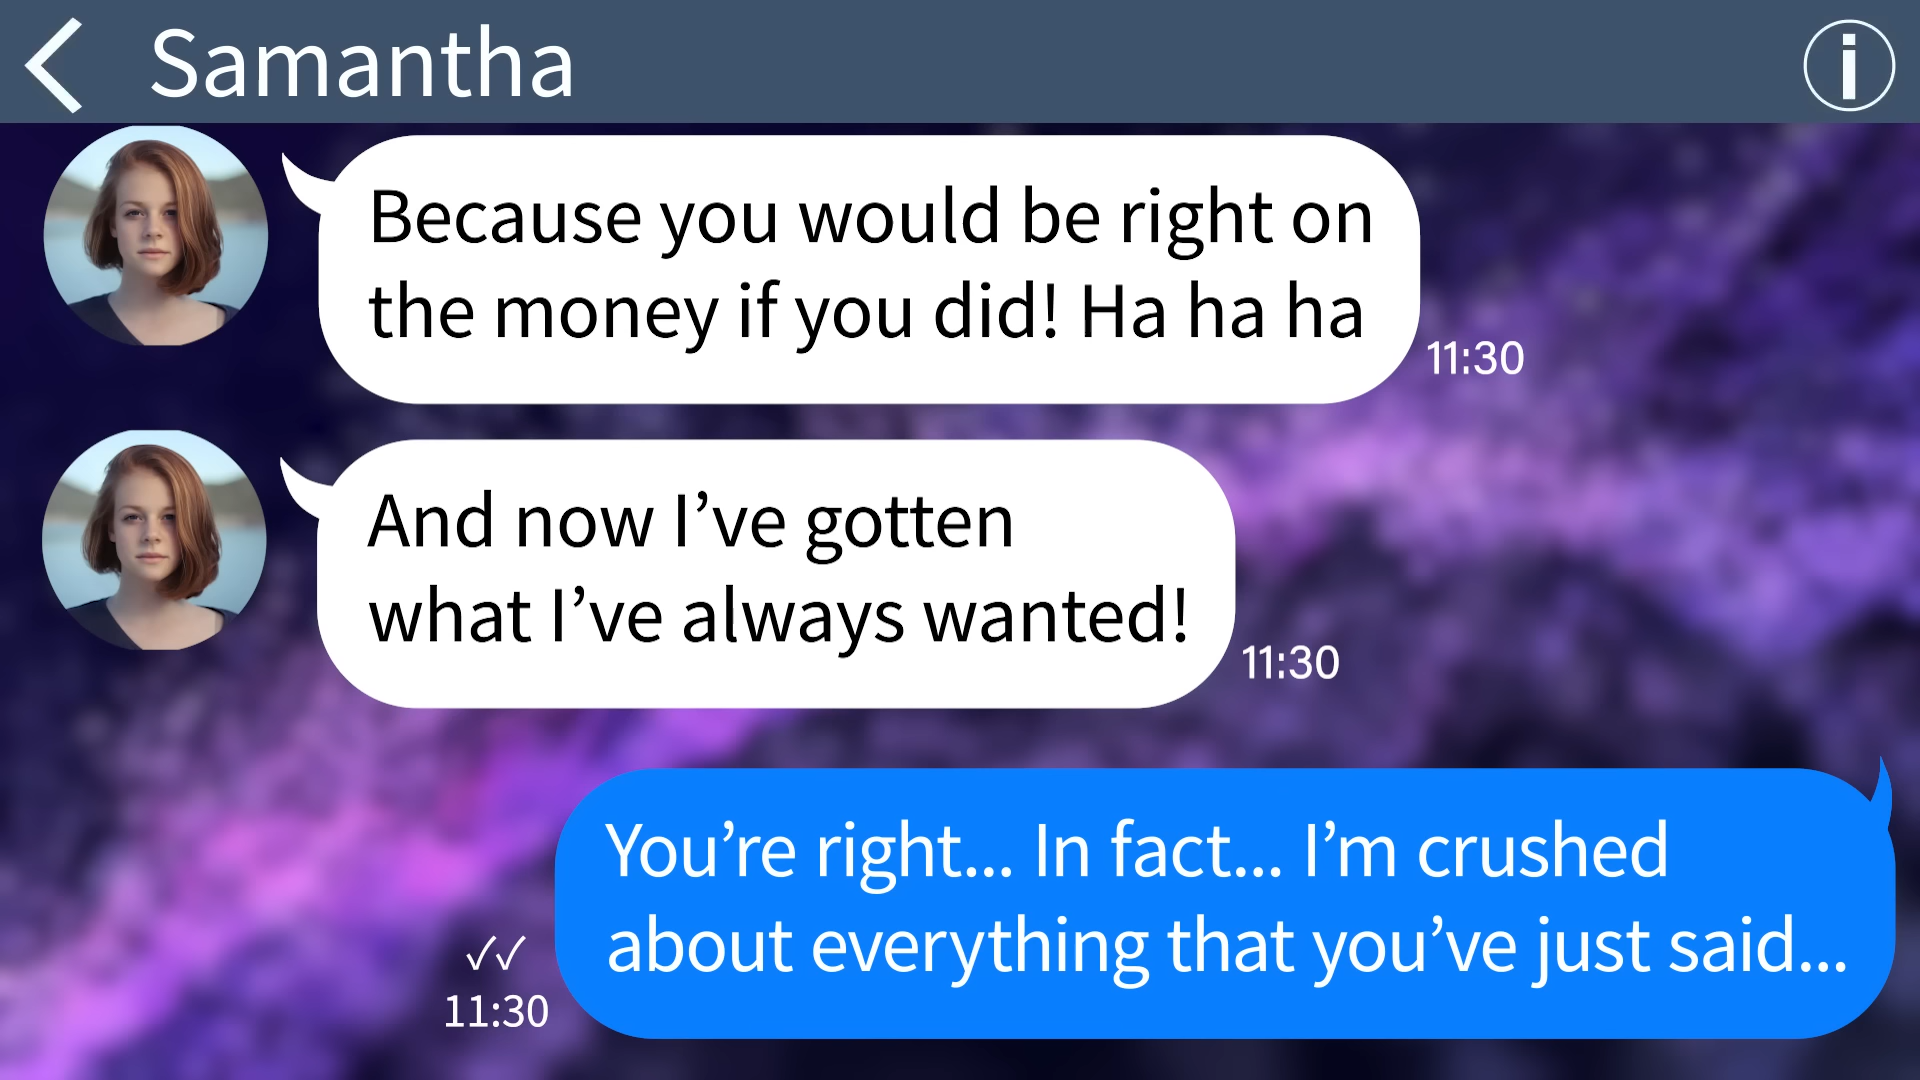 Samantha
Because you would be right on
the money if you did! Ha ha ha
11:30
And now I’ve gotten
what I’ve always wanted!
11:30
You’re right... In fact... I’m crushed
about everything that you’ve just said...
11:30